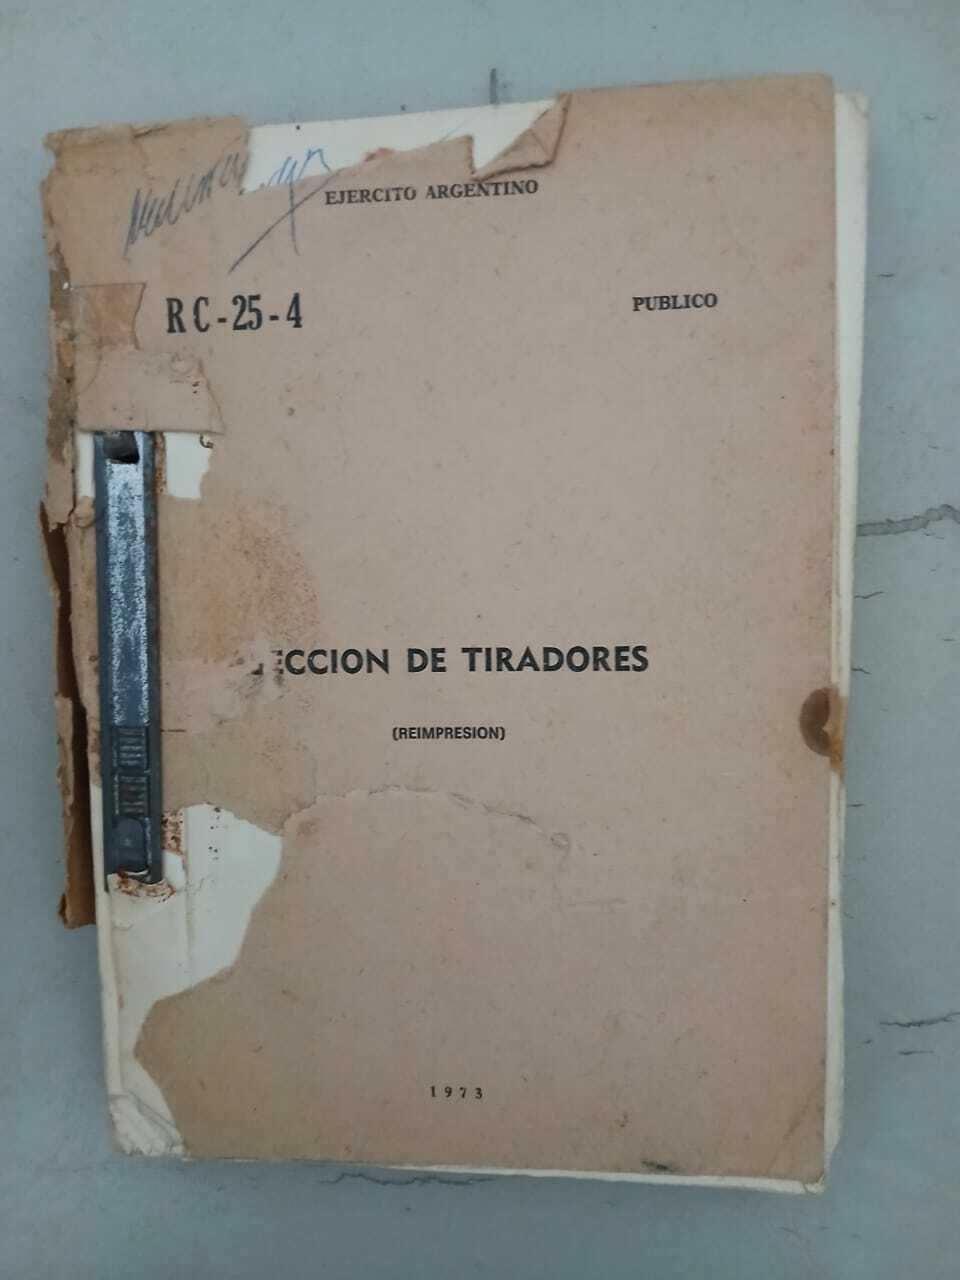 EJERCITO ARGENTINO
RC-25-4
PUBLICO
ECCION DE TIRADORES
(REIMPRESION)
1973